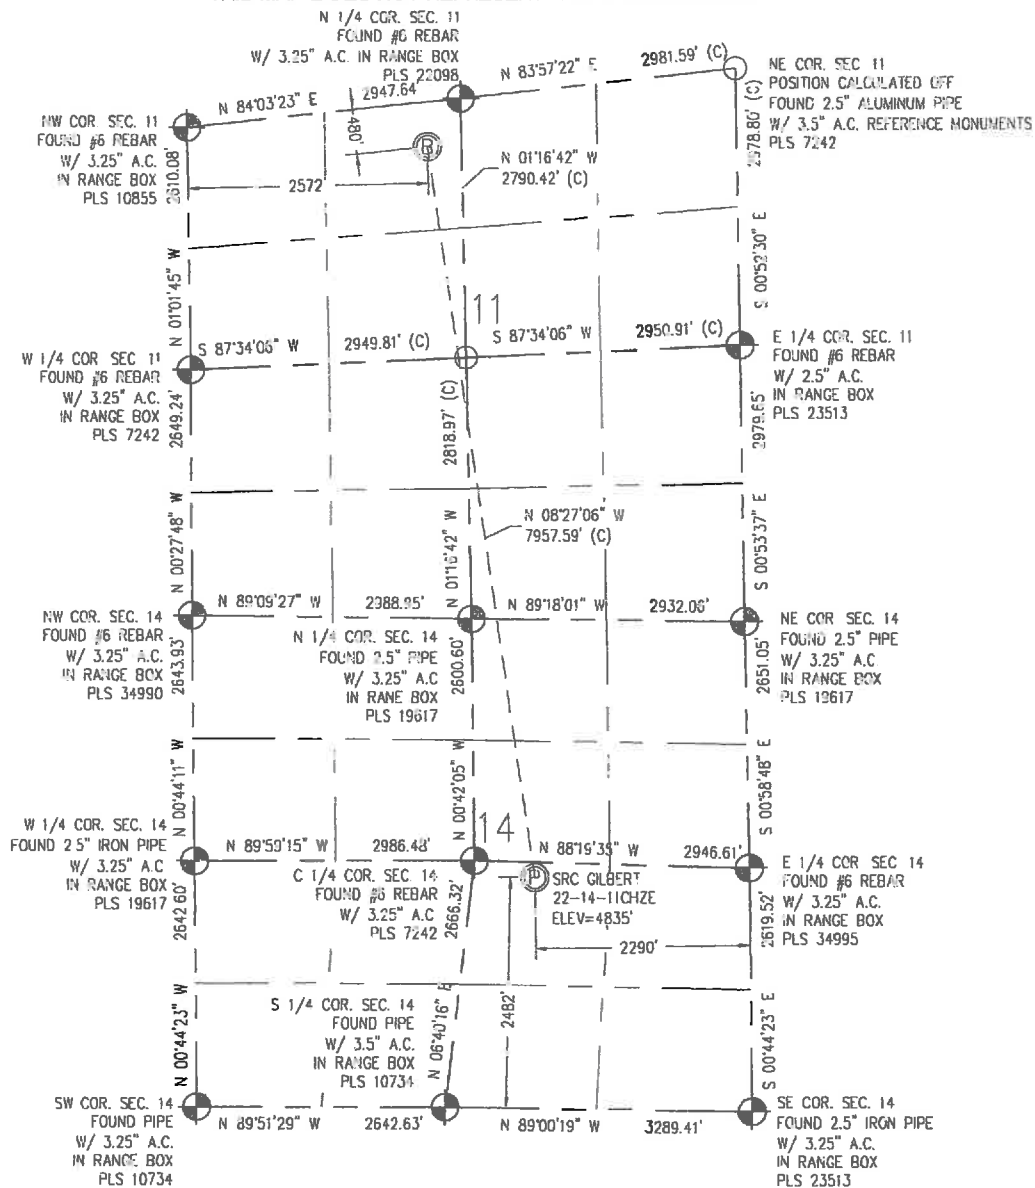 N 1/4 COR. SEC. 11
FOUND #6 REBAR
W/ 3.25" A.C. IN RANGE BOX
PLS 22098
N 84°03'23" E
2947.64'
N 83°57'22" E
2981.59' (C)
NE COR. SEC 11
POSITION CALCULATED OFF
FOUND 2.5" ALUMINUM PIPE
W/ 3.5" A.C. REFERENCE MONUMENTS
PLS 7242
NW COR SEC. 11
FOUND #6 REBAR
W/ 3.25" A.C.
IN RANGE BOX
PLS 10855
2610.08'
480'
B
2572'
N 01°16'42" W
2790.42' (C)
2978.80' (C)
N 01°01'45" W
S 00°52'30" E
11
S 87°34'06" W
2949.81' (C)
S 87°34'06" W
2950.91' (C)
W 1/4 COR. SEC 11
FOUND #6 REBAR
W/ 3.25" A.C.
IN RANGE BOX
PLS 7242
E 1/4 COR. SEC 11
FOUND #6 REBAR
W/ 2.5" A.C.
IN RANGE BOX
PLS 23513
2649.24'
2818.97' (C)
2979.65'
N 08°27'06" W
7957.59' (C)
N 00°27'48" W
N 01°16'42" W
S 00°53'37" E
N 89°09'27" W
2988.95'
N 89°18'01" W
2932.06'
NW COR. SEC. 14
FOUND #6 REBAR
W/ 3.25" A.C.
IN RANGE BOX
PLS 34990
N 1/4 COR. SEC. 14
FOUND 2.5" PIPE
W/ 3.25" A.C
IN RANE BOX
PLS 19617
NE COR. SEC 14
FOUND 2.5" PIPE
W/ 3.25" A.C
IN RANGE BOX
PLS 19617
2643.93'
2600.60'
2651.05'
N 00°44'11" W
N 00°42'05" W
S 00°58'48" E
14
N 89°59'15" W
2986.48'
N 88°19'35" W
2946.61'
W 1/4 COR. SEC. 14
FOUND 2 5" IRON PIPE
W/ 3.25" A.C
IN RANGE BOX
PLS 19617
C 1/4 COR. SEC. 14
FOUND #6 REBAR
W/ 3.25" A.C
PLS 7242
P
SRC GILBERT
22-14-11CHZE
ELEV=4835'
E 1/4 COR SEC. 14
FOUND #6 REBAR
W/ 3.25" A.C.
IN RANGE BOX
PLS 34995
2642.60'
2666.32'
2619.52'
2290'
2482'
S 1/4 COR. SEC. 14
FOUND PIPE
W/ 3.5" A.C.
IN RANGE BOX
PLS 10734
N 00°44'23" W
N 06°40'16" E
S 00°44'23" E
SW COR. SEC. 14
FOUND PIPE
W/ 3.25" A.C.
IN RANGE BOX
PLS 10734
N 89°51'29" W
2642.63'
N 89°00'19" W
3289.41'
SE COR. SEC. 14
FOUND 2.5" IRON PIPE
W/ 3.25" A.C.
IN RANGE BOX
PLS 23513